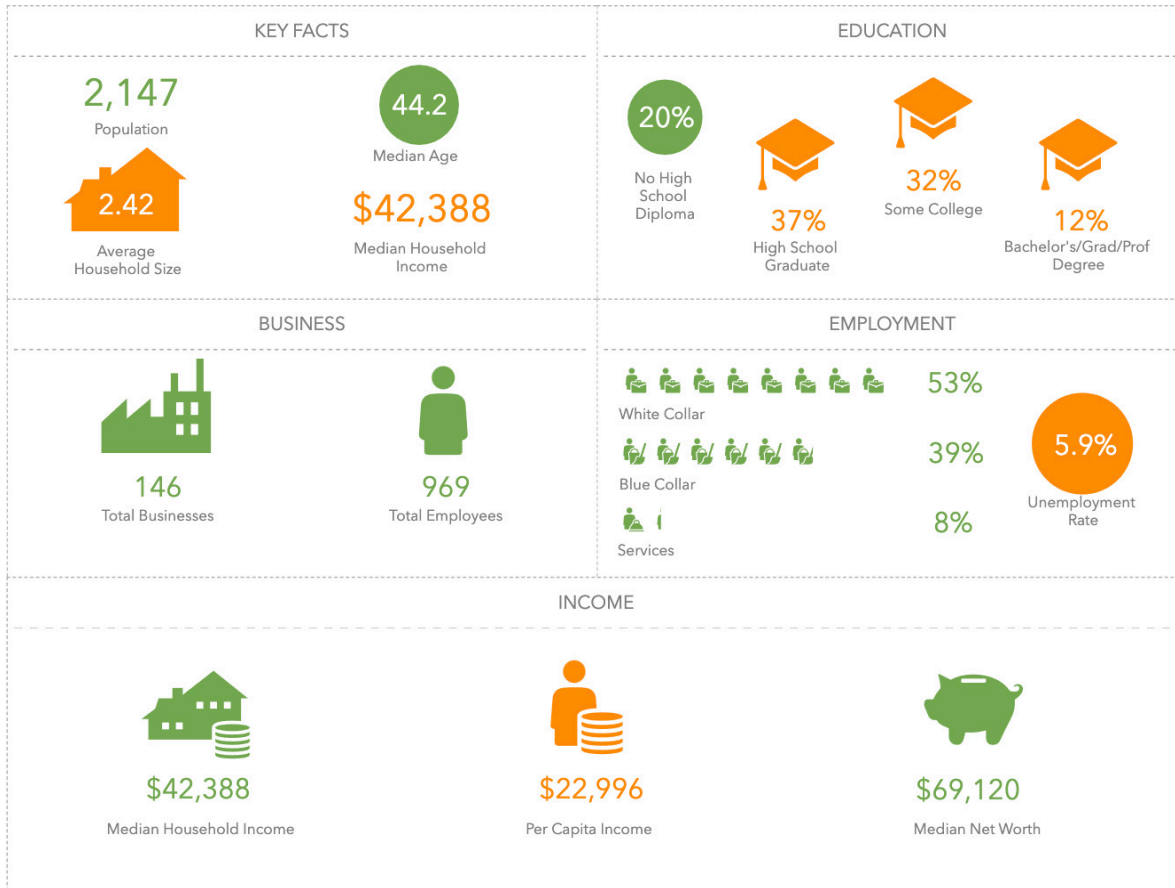 KEY FACTS
2,147
Population
44.2
Median Age
2.42
Average
Household Size
$42,388
Median Household
Income
EDUCATION
20%
No High
School
Diploma
37%
High School
Graduate
32%
Some College
12%
Bachelor's/Grad/Prof
Degree
BUSINESS
146
Total Businesses
969
Total Employees
EMPLOYMENT
53%
White Collar
39%
Blue Collar
8%
Services
5.9%
Unemployment
Rate
INCOME
$42,388
Median Household Income
$22,996
Per Capita Income
$69,120
Median Net Worth